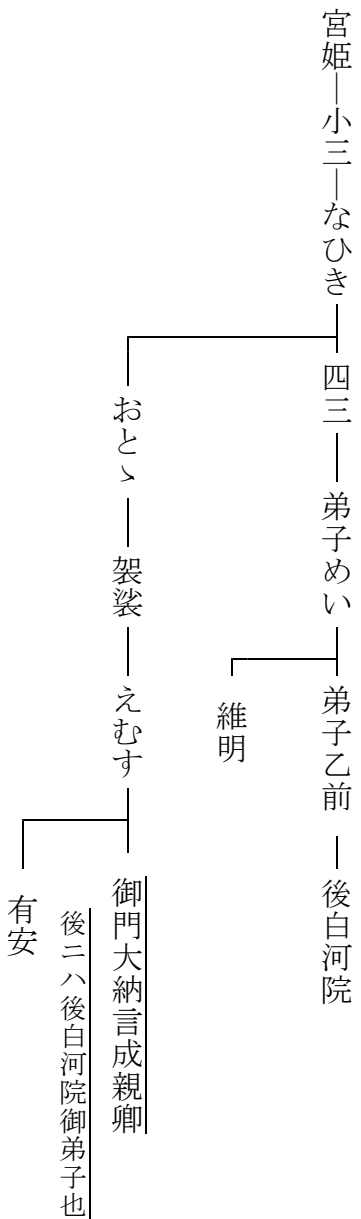 宮姫―小三―なひき
四三
弟子めい
弟子乙前
後白河院
維明
おとゝ
袈裟
えむす
御門大納言成親卿
後ニハ後白河院御弟子也
有安